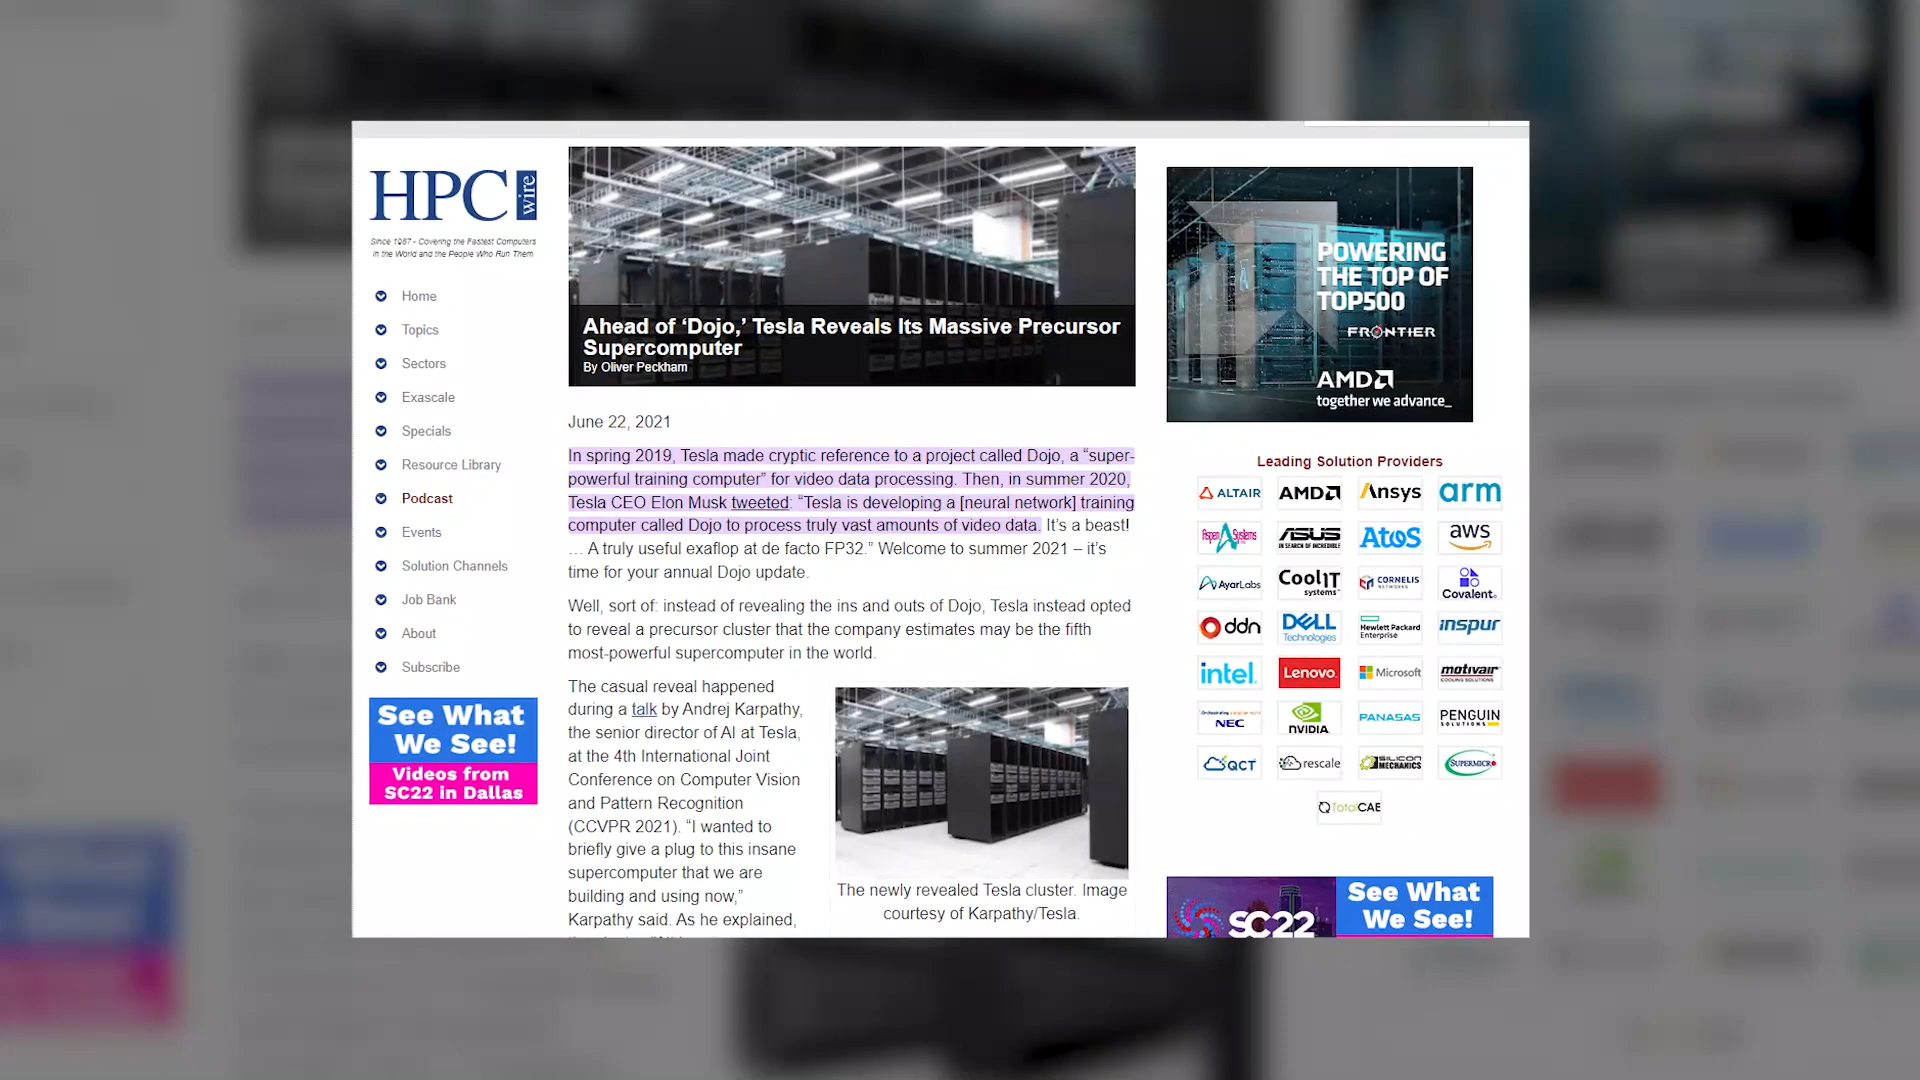 HPC wire
Since 1987 - Covering the Fastest Computers
in the World and the People Who Run Them
Home
Topics
Sectors
Exascale
Specials
Resource Library
Podcast
Events
Solution Channels
Job Bank
About
Subscribe
See What
We See!
Videos from
SC22 in Dallas
Ahead of ‘Dojo,’ Tesla Reveals Its Massive Precursor
Supercomputer
By Oliver Peckham
June 22, 2021
In spring 2019, Tesla made cryptic reference to a project called Dojo, a “super-
powerful training computer” for video data processing. Then, in summer 2020,
Tesla CEO Elon Musk tweeted: “Tesla is developing a [neural network] training
computer called Dojo to process truly vast amounts of video data. It’s a beast!
… A truly useful exaflop at de facto FP32.” Welcome to summer 2021 – it’s
time for your annual Dojo update.
Well, sort of: instead of revealing the ins and outs of Dojo, Tesla instead opted
to reveal a precursor cluster that the company estimates may be the fifth
most-powerful supercomputer in the world.
The casual reveal happened
during a talk by Andrej Karpathy,
the senior director of AI at Tesla,
at the 4th International Joint
Conference on Computer Vision
and Pattern Recognition
(CCVPR 2021). “I wanted to
briefly give a plug to this insane
supercomputer that we are
building and using now,”
Karpathy said. As he explained,
The newly revealed Tesla cluster. Image
courtesy of Karpathy/Tesla.
POWERING
THE TOP OF
TOP500
FRONTIER
AMD
together we advance_
Leading Solution Providers
ALTAIR AMD Ansys arm
Aspen Systems ASUS IN SEARCH OF INCREDIBLE Atos aws
AyarLabs CoolIT systems CORNELIS NETWORKS Covalent
ddn DELL Technologies Hewlett Packard Enterprise inspur
intel. Lenovo Microsoft motivair COOLING SOLUTIONS
NEC NVIDIA PANASAS PENGUIN SOLUTIONS
QCT rescale SILICON MECHANICS SUPERMICR
TotalCAE
SC22
See What
We See!